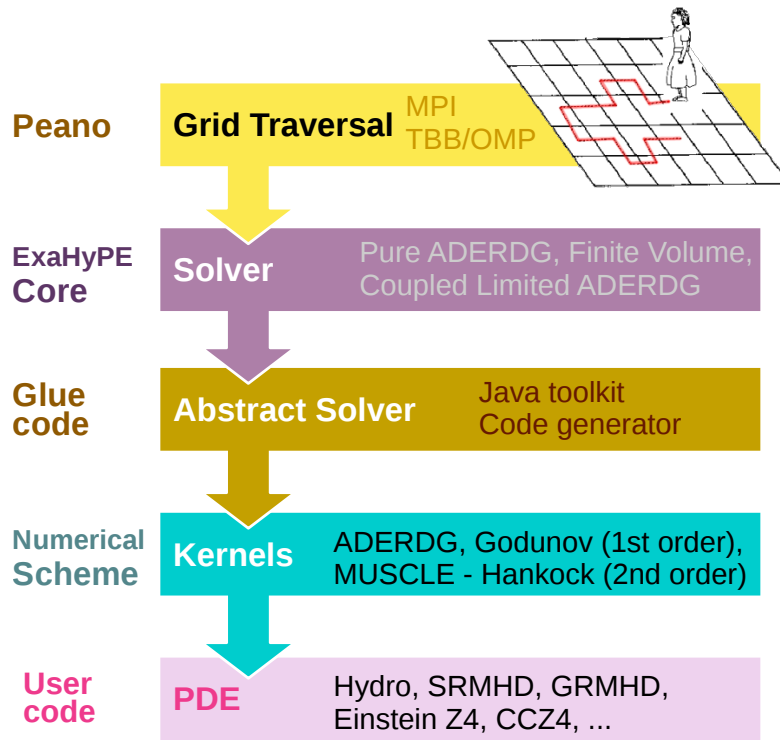 Peano
Grid Traversal
MPI
TBB/OMP
ExaHyPE
Core
Solver
Pure ADERDG, Finite Volume,
Coupled Limited ADERDG
Glue
code
Abstract Solver
Java toolkit
Code generator
Numerical
Scheme
Kernels
ADERDG, Godunov (1st order),
MUSCLE - Hankock (2nd order)
User
code
PDE
Hydro, SRMHD, GRMHD,
Einstein Z4, CCZ4, ...